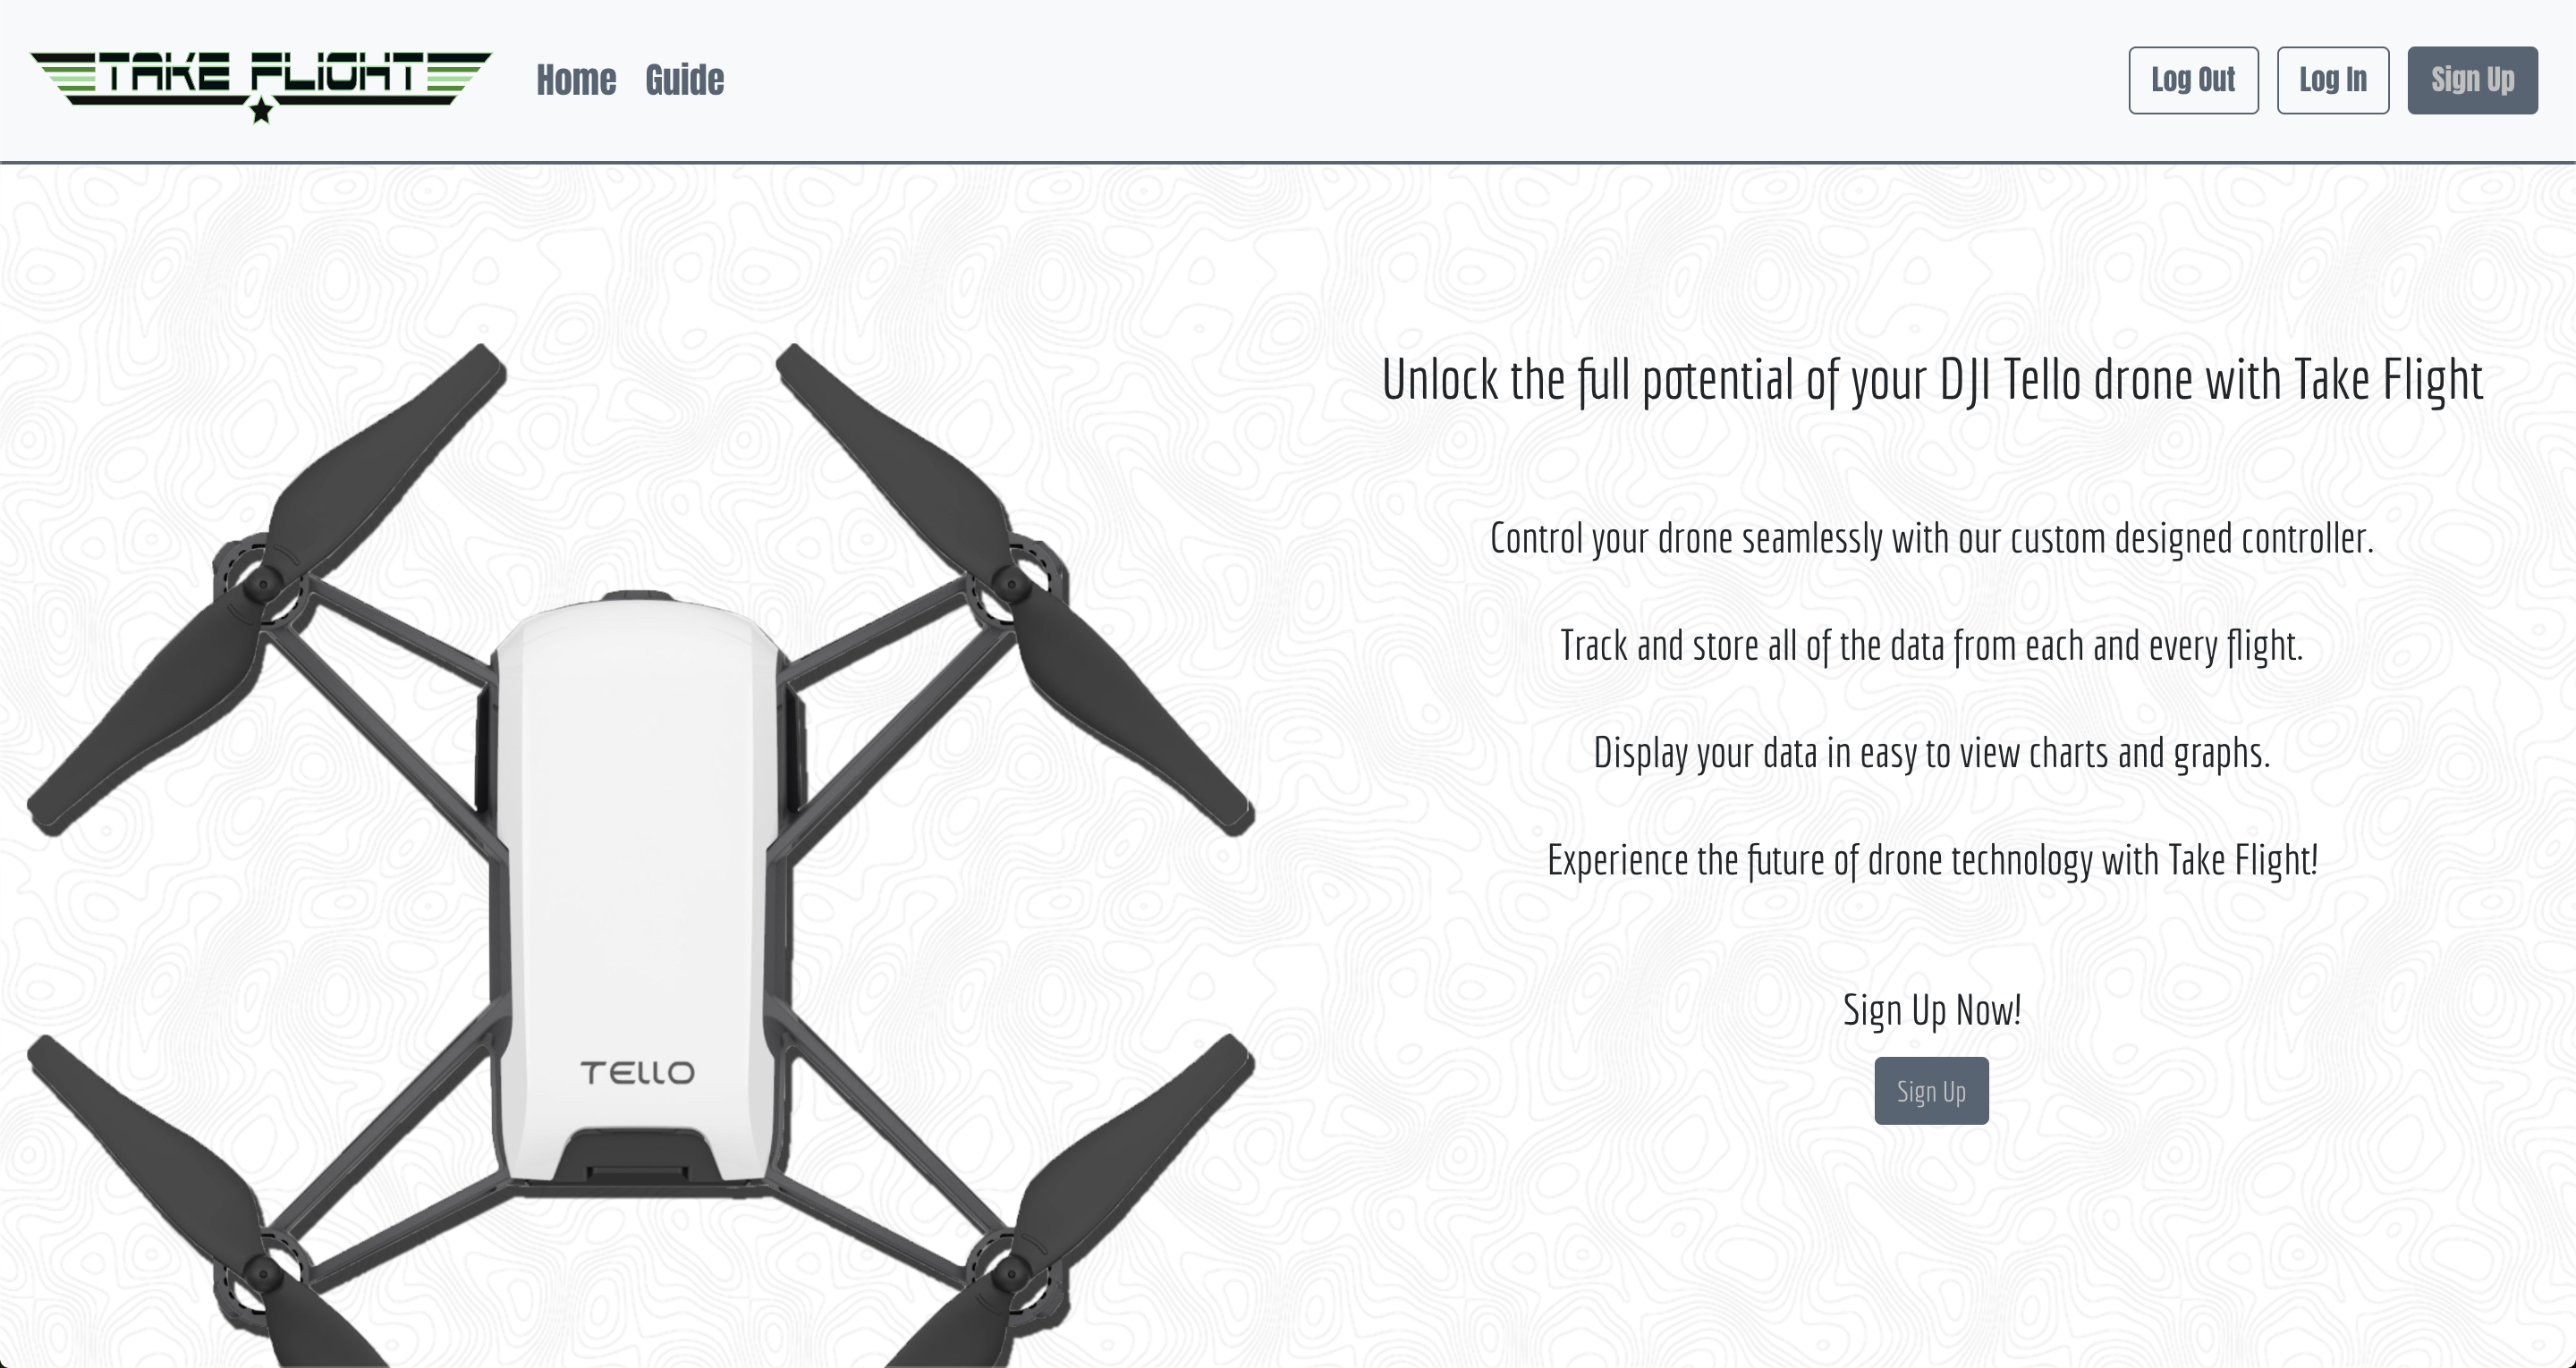 TAKE FLIGHT
Home Guide
Log Out Log In Sign Up
Unlock the full potential of your DJI Tello drone with Take Flight
Control your drone seamlessly with our custom designed controller.
Track and store all of the data from each and every flight.
Display your data in easy to view charts and graphs.
Experience the future of drone technology with Take Flight!
Sign Up Now!
Sign Up
TELLO